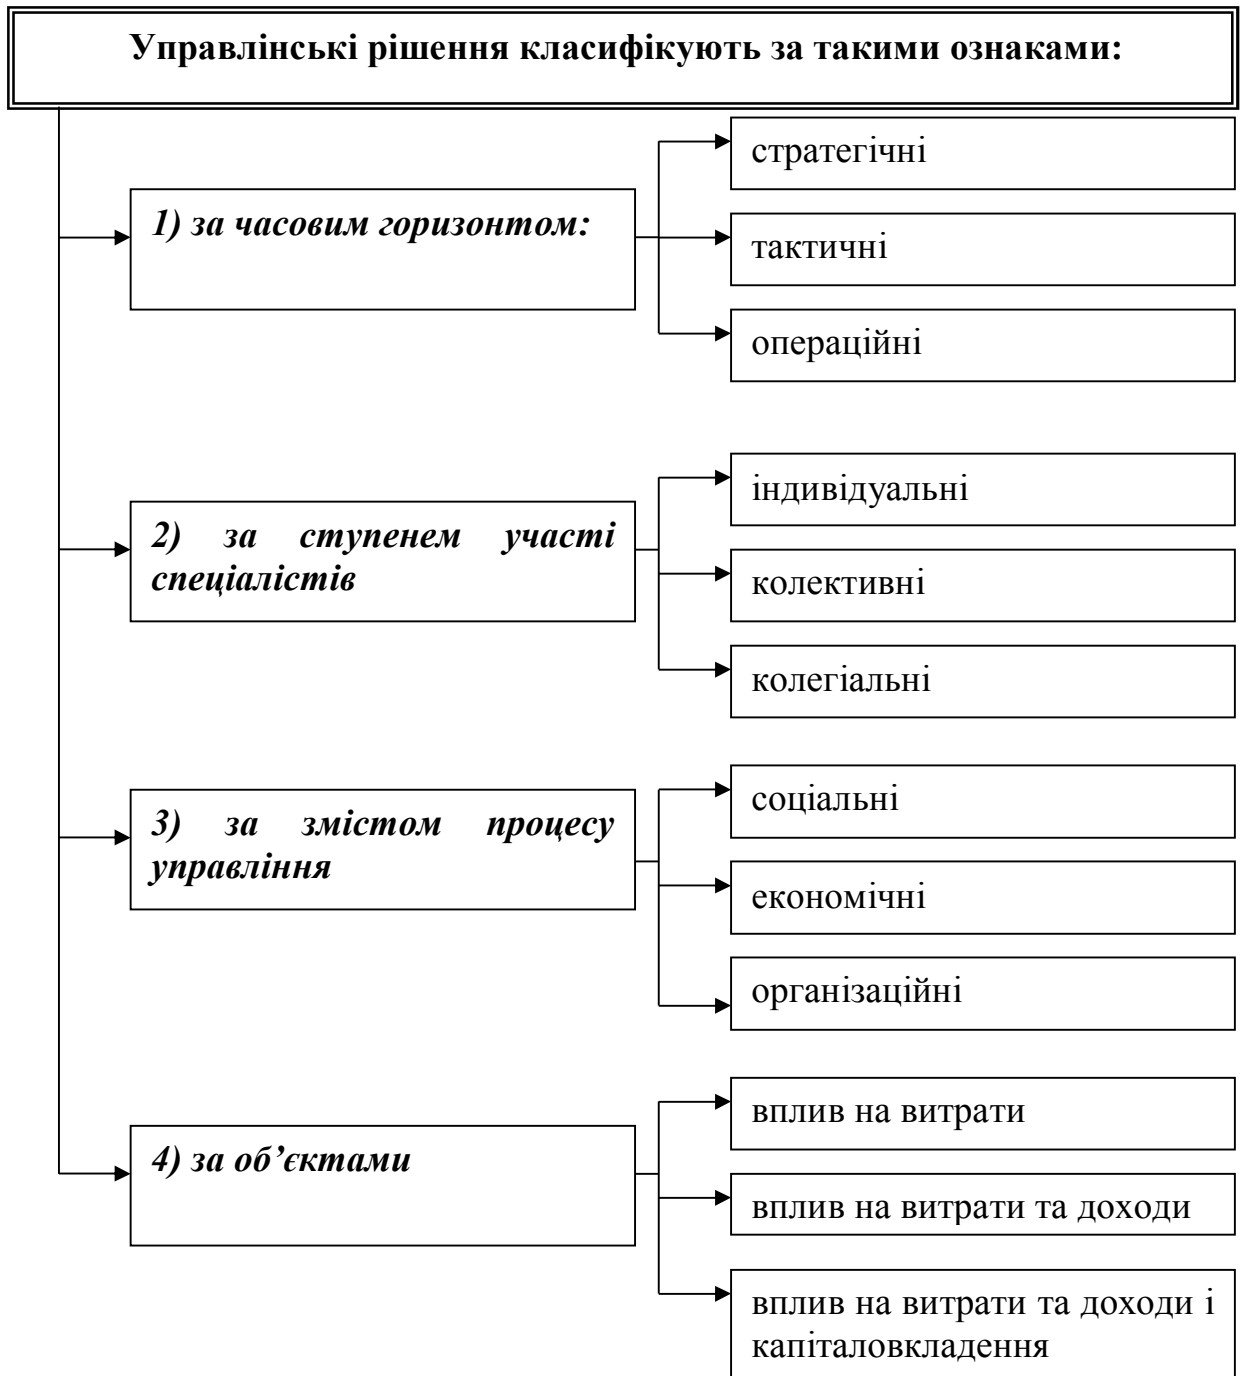 Управлінські рішення класифікують за такими ознаками:
1) за часовим горизонтом:
стратегічні
тактичні
операційні
2) за ступенем участі
спеціалістів
індивідуальні
колективні
колегіальні
3) за змістом процесу
управління
соціальні
економічні
організаційні
4) за об’єктами
вплив на витрати
вплив на витрати та доходи
вплив на витрати та доходи і
капіталовкладення